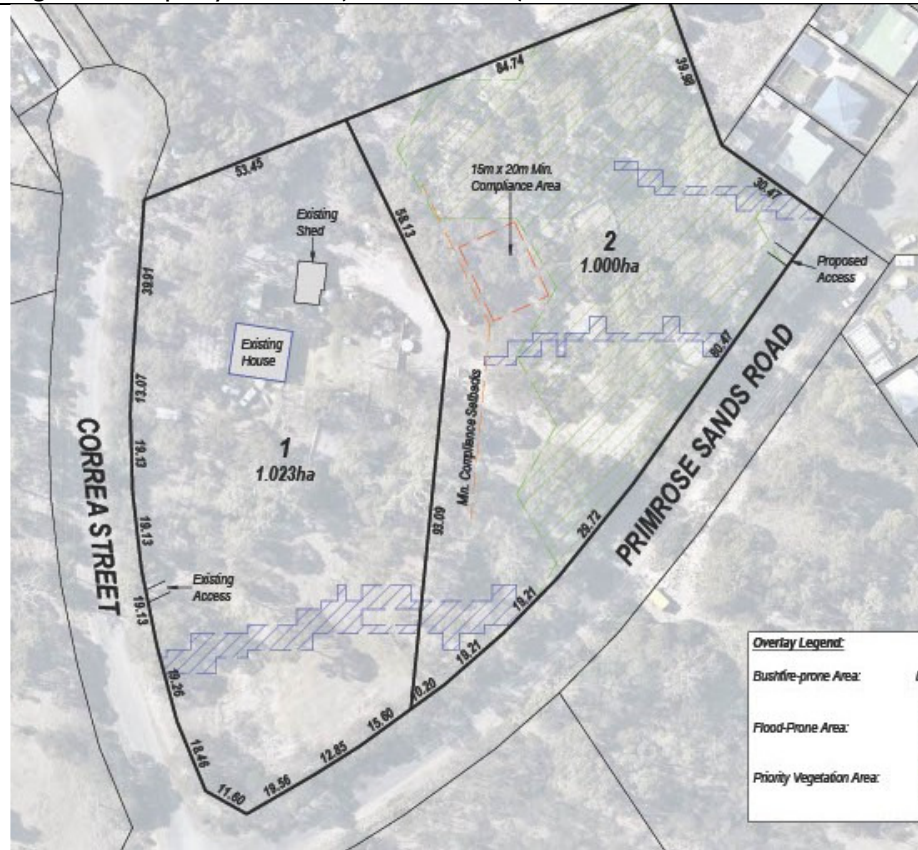 84.74
39.98
53.45
15m x 20m Min.
Compliance Area
30.47
58.13
Existing
Shed
2
1.000ha
Proposed
Access
39.61
Existing
House
80.47
13.07
Min. Compliance Setbacks
PRIMROSE SANDS ROAD
CORREA STREET
19.13
1
1.023ha
93.09
29.72
19.13
Existing
Access
19.13
19.21
19.21
19.26
10.20
15.60
18.46
12.85
19.56
11.60
Overlay Legend:
Bushfire-prone Area:
Flood-Prone Area:
Priority Vegetation Area: